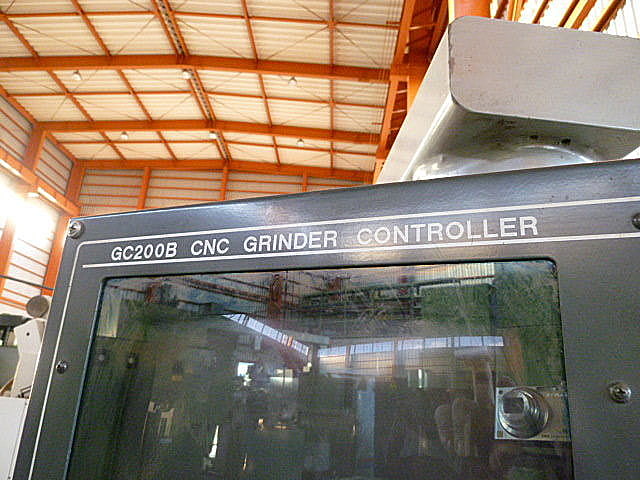 GC200B CNC GRINDER CONTROLLER